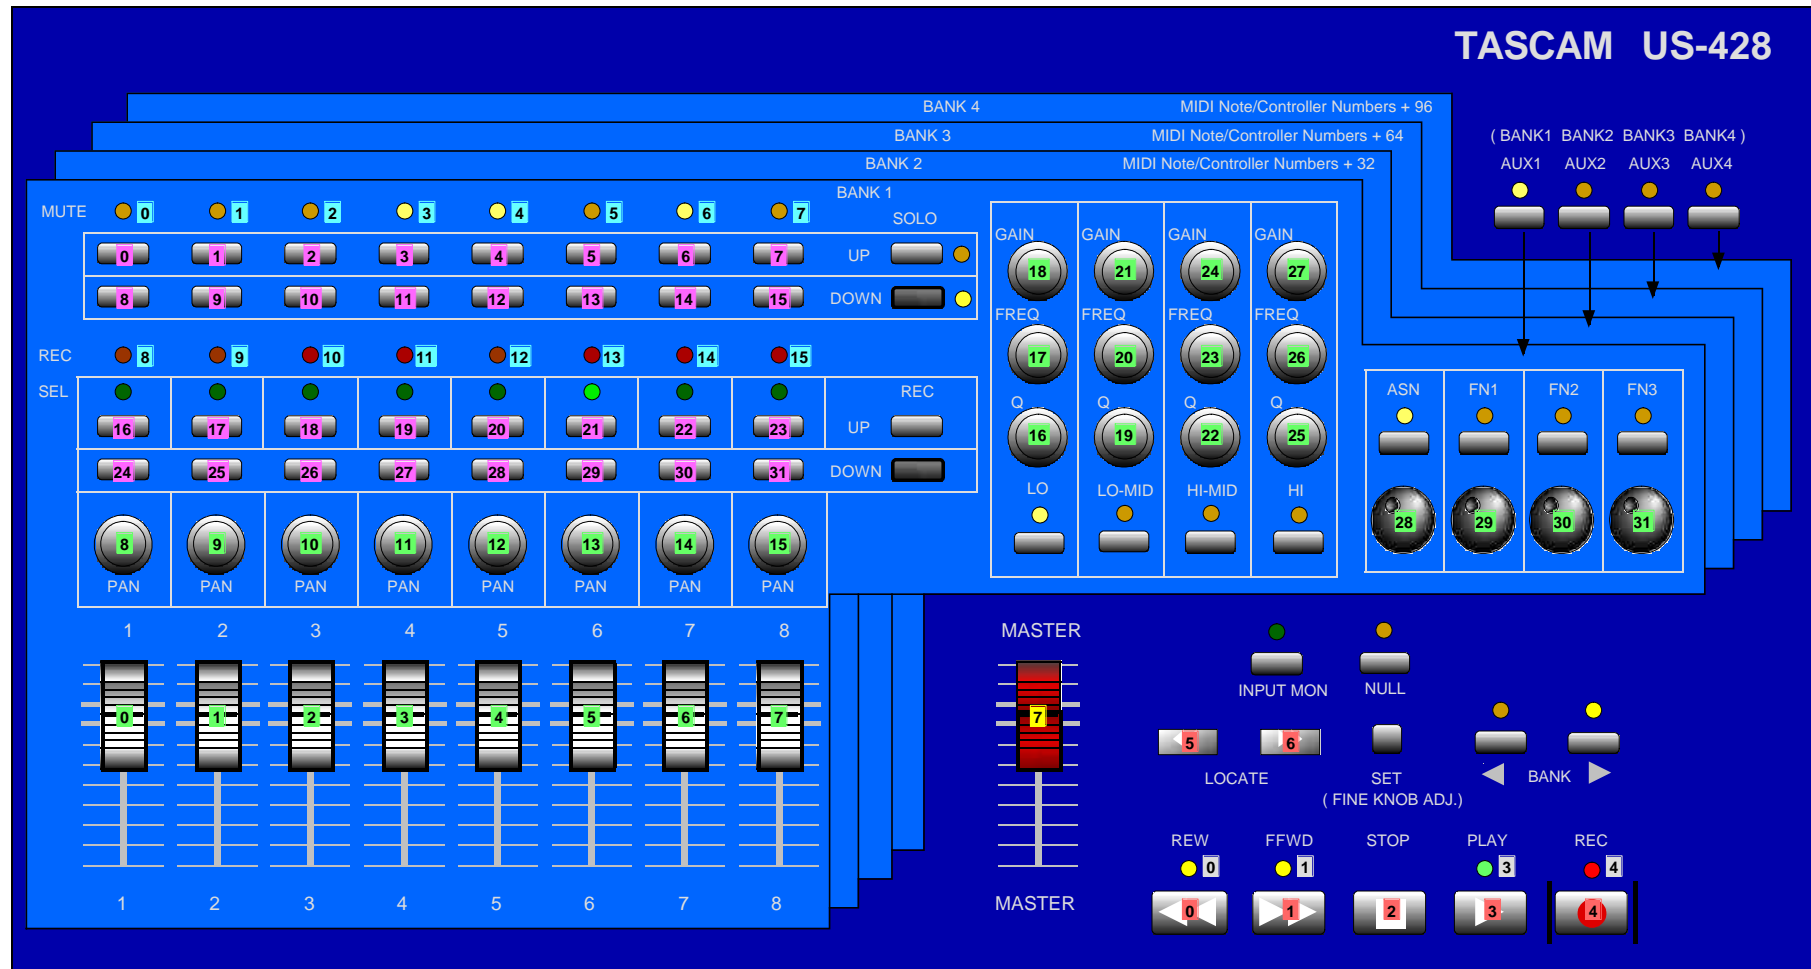 TASCAM US-428
BANK 4 MIDI Note/Controller Numbers + 96
BANK 3 MIDI Note/Controller Numbers + 64
( BANK1 BANK2 BANK3 BANK4 )
BANK 2 MIDI Note/Controller Numbers + 32
AUX1 AUX2 AUX3 AUX4
BANK 1
MUTE 0 1 2 3 4 5 6 7 SOLO
GAIN GAIN GAIN GAIN
0 1 2 3 4 5 6 7 UP
18 21 24 27
8 9 10 11 12 13 14 15 DOWN
FREQ FREQ FREQ FREQ
REC 8 9 10 11 12 13 14 15
17 20 23 26
SEL REC
ASN FN1 FN2 FN3
Q Q Q Q
16 17 18 19 20 21 22 23 UP
16 19 22 25
24 25 26 27 28 29 30 31 DOWN
LO LO-MID HI-MID HI
28 29 30 31
8 9 10 11 12 13 14 15
PAN PAN PAN PAN PAN PAN PAN PAN
1 2 3 4 5 6 7 8 MASTER
INPUT MON NULL
0 1 2 3 4 5 6 7 7
5 6
LOCATE SET BANK
( FINE KNOB ADJ.)
REW FFWD STOP PLAY REC
0 1 3 4
1 2 3 4 5 6 7 8 MASTER
0 1 2 3 4